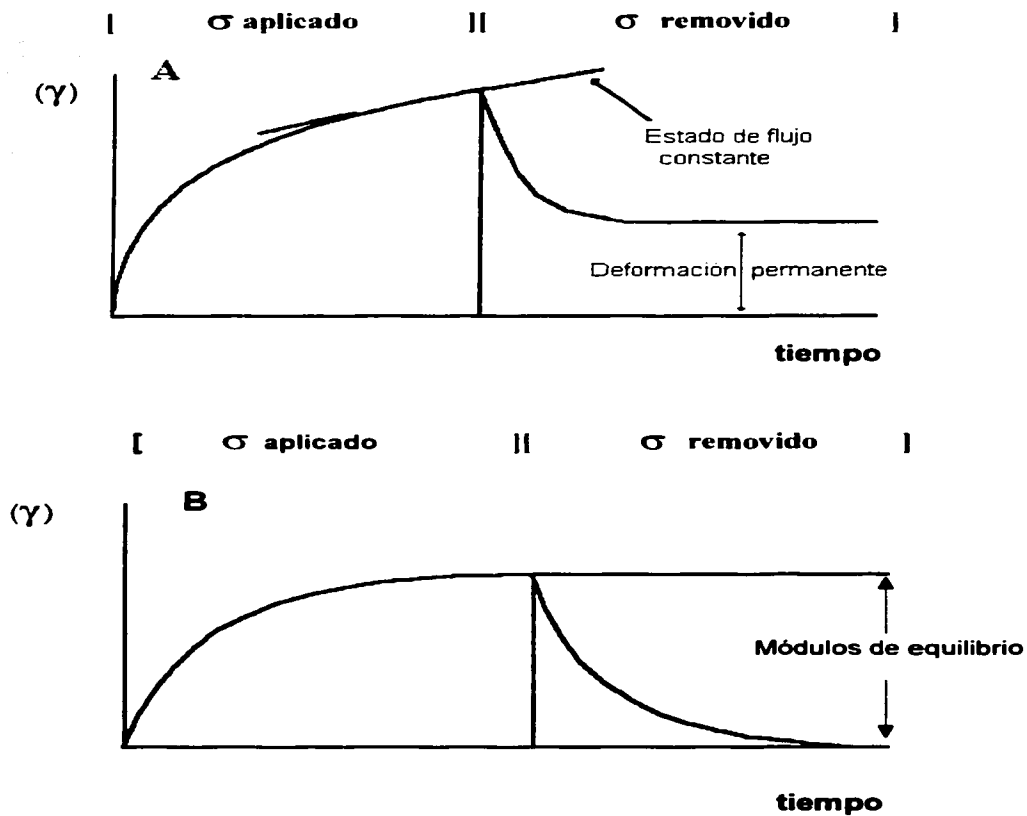 [ σ aplicado ][ σ removido ]
(γ) A
Estado de flujo
constante
Deformación permanente
tiempo
[ σ aplicado ][ σ removido ]
(γ) B
Módulos de equilibrio
tiempo